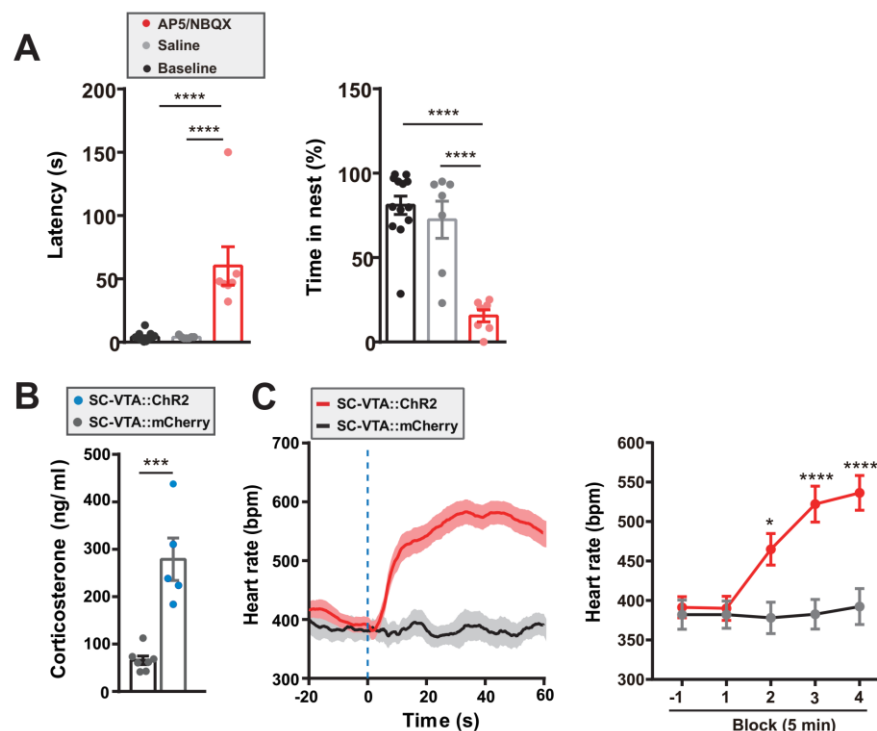 A
AP5/NBQX
Saline
Baseline
Latency (s)
200
150
100
50
0
****
****
Time in nest (%)
150
100
50
0
****
****
B
SC-VTA::ChR2
SC-VTA::mCherry
Corticosterone (ng/ml)
500
400
300
200
100
0
***
C
SC-VTA::ChR2
SC-VTA::mCherry
Heart rate (bpm)
700
600
500
400
300
-20 0 20 40 60
Time (s)
Heart rate (bpm)
600
550
500
450
400
350
300
* **** ****
-1 1 2 3 4
Block (5 min)